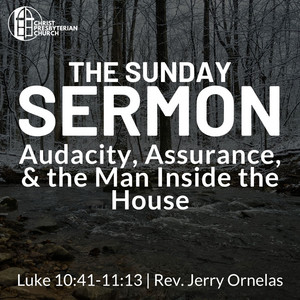 CHRIST
PRESBYTERIAN
CHURCH
THE SUNDAY
SERMON
Audacity, Assurance,
& the Man Inside the
House
Luke 10:41-11:13 | Rev. Jerry Ornelas